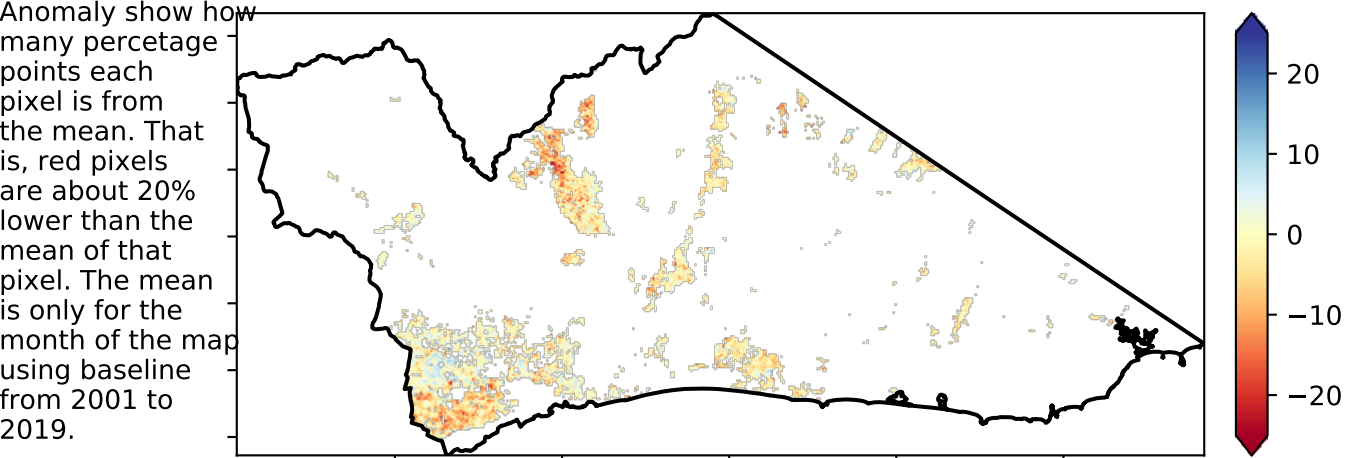 Anomaly show how
many percetage
points each
pixel is from
the mean. That
is, red pixels
are about 20%
lower than the
mean of that
pixel. The mean
is only for the
month of the map
using baseline
from 2001 to
2019.
20
10
0
−10
−20